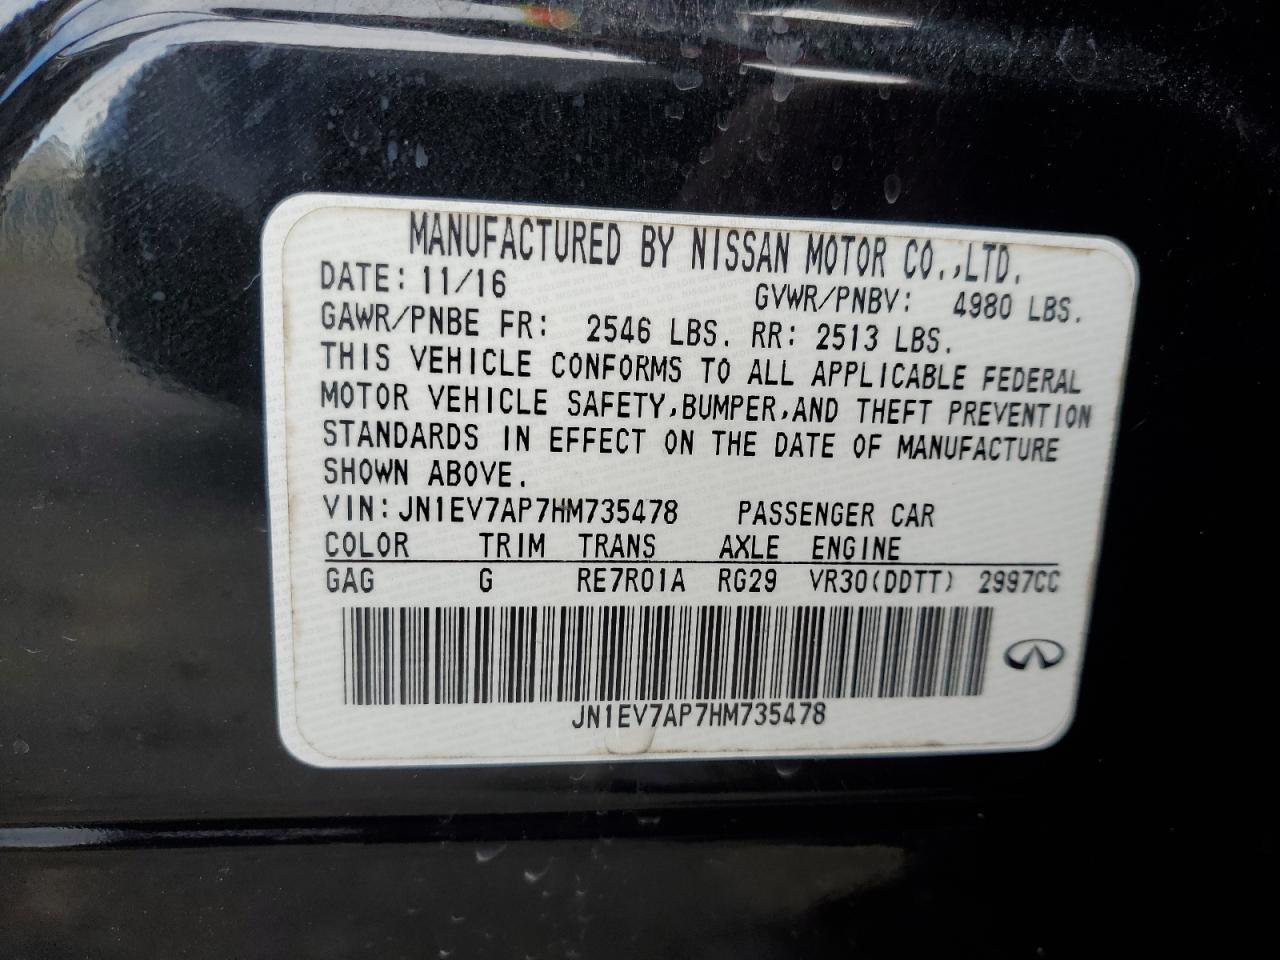 MANUFACTURED BY NISSAN MOTOR CO.,LTD.
DATE: 11/16 GVWR/PNBV: 4980 LBS.
GAWR/PNBE FR: 2546 LBS. RR: 2513 LBS.
THIS VEHICLE CONFORMS TO ALL APPLICABLE FEDERAL
MOTOR VEHICLE SAFETY,BUMPER,AND THEFT PREVENTION
STANDARDS IN EFFECT ON THE DATE OF MANUFACTURE
SHOWN ABOVE.
VIN: JN1EV7AP7HM735478 PASSENGER CAR
COLOR TRIM TRANS AXLE ENGINE
GAG G RE7R01A RG29 VR30(DDTT) 2997CC
JN1EV7AP7HM735478